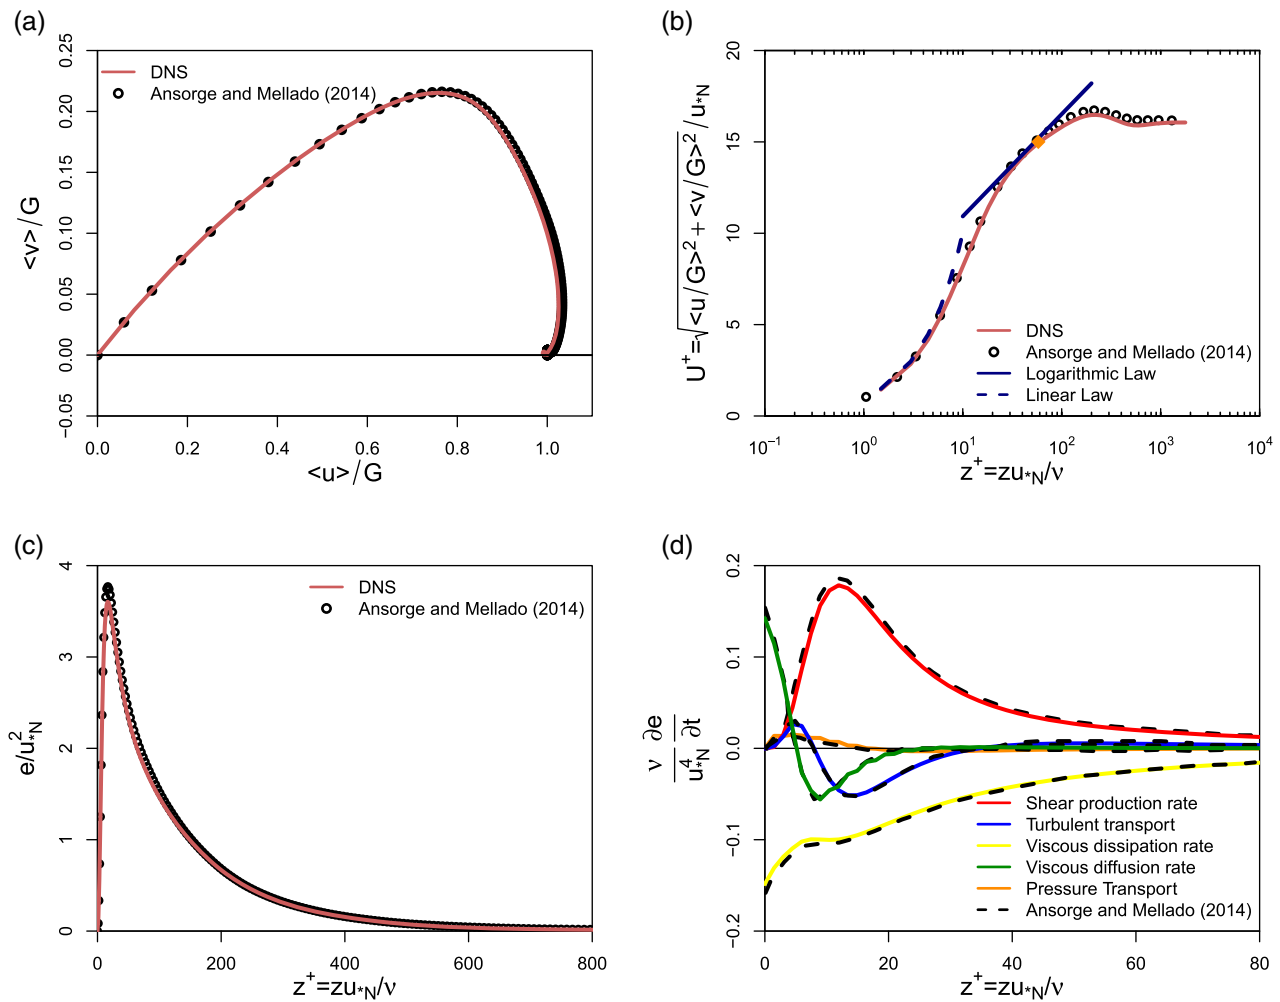 (a)
0.25
0.20
0.15
0.10
0.05
0.00
−0.05
<v>/G
DNS
Ansorge and Mellado (2014)
0.0 0.2 0.4 0.6 0.8 1.0
<u>/G
(b)
20
15
10
5
0
U⁺=√<u/G>²+<v/G>²/u*N
DNS
Ansorge and Mellado (2014)
Logarithmic Law
Linear Law
10⁻¹ 10⁰ 10¹ 10² 10³ 10⁴
z⁺=zu*N/ν
(c)
4
3
2
1
0
e/u²*N
DNS
Ansorge and Mellado (2014)
0 200 400 600 800
z⁺=zu*N/ν
(d)
0.2
0.1
0.0
−0.1
−0.2
ν/u⁴*N ∂e/∂t
Shear production rate
Turbulent transport
Viscous dissipation rate
Viscous diffusion rate
Pressure Transport
Ansorge and Mellado (2014)
0 20 40 60 80
z⁺=zu*N/ν